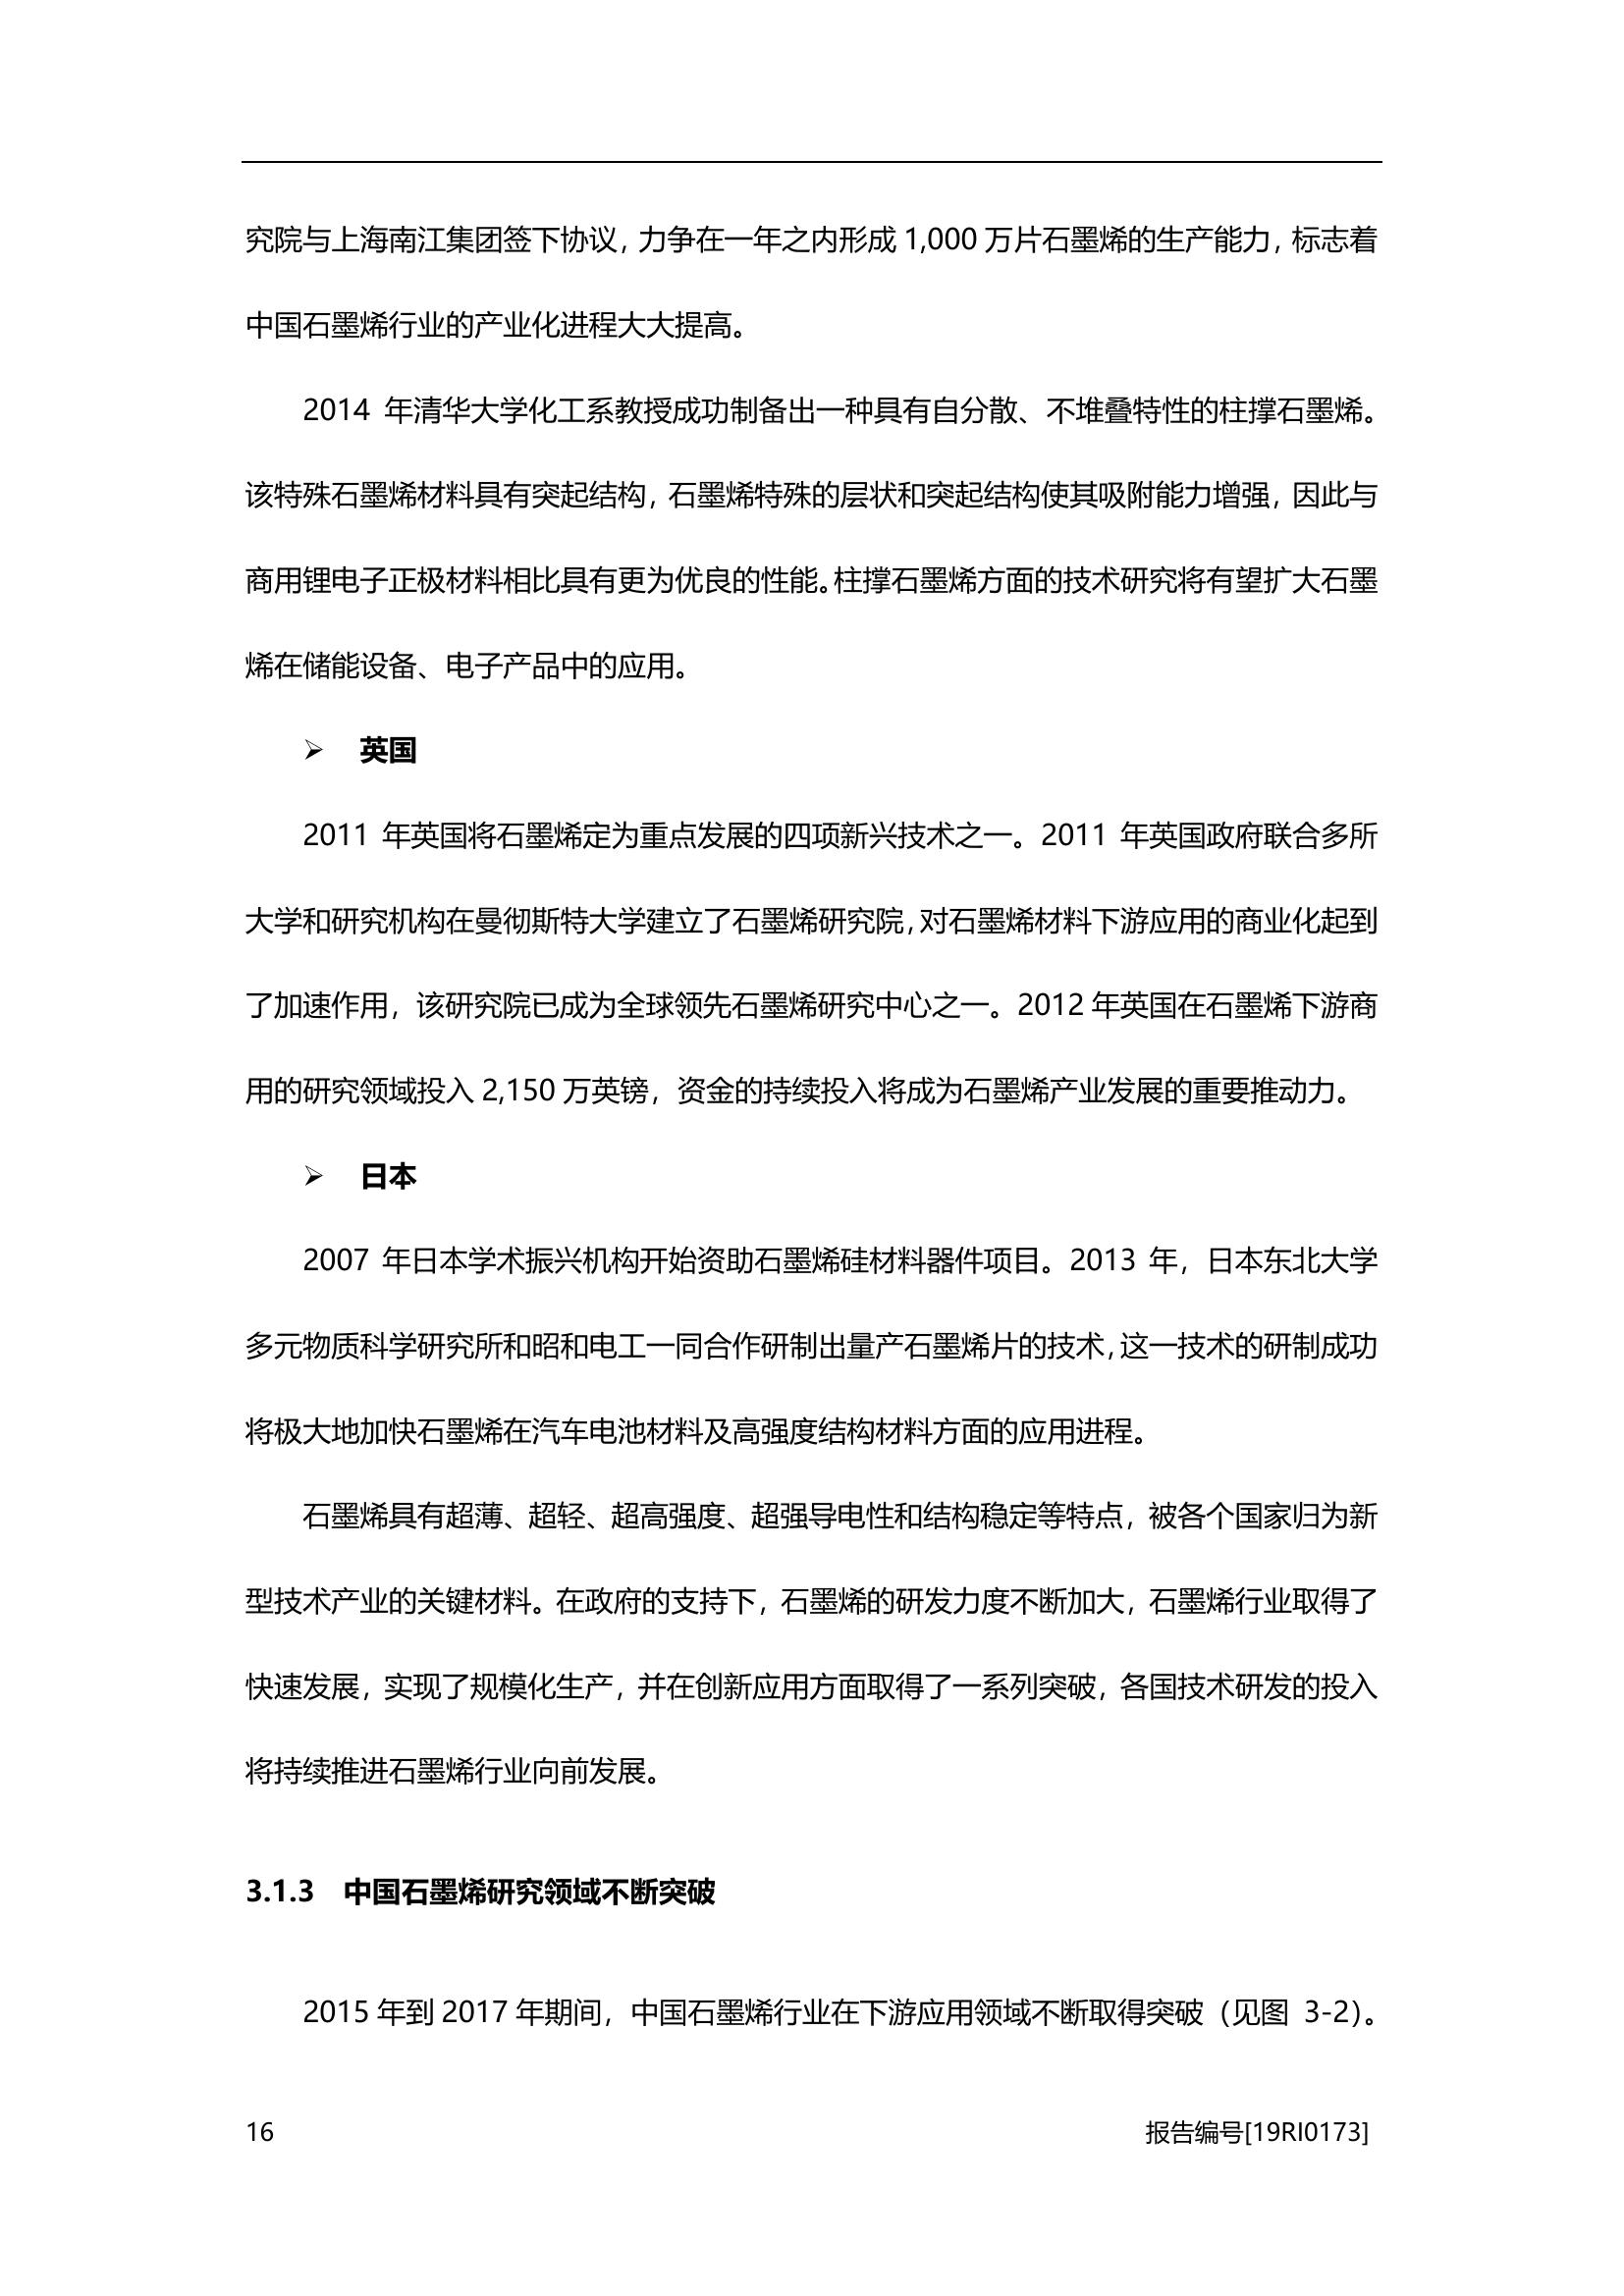 究院与上海南江集团签下协议，力争在一年之内形成 1,000 万片石墨烯的生产能力，标志着
中国石墨烯行业的产业化进程大大提高。
2014 年清华大学化工系教授成功制备出一种具有自分散、不堆叠特性的柱撑石墨烯。
该特殊石墨烯材料具有突起结构，石墨烯特殊的层状和突起结构使其吸附能力增强，因此与
商用锂电子正极材料相比具有更为优良的性能。柱撑石墨烯方面的技术研究将有望扩大石墨
烯在储能设备、电子产品中的应用。
➢ 英国
2011 年英国将石墨烯定为重点发展的四项新兴技术之一。2011 年英国政府联合多所
大学和研究机构在曼彻斯特大学建立了石墨烯研究院，对石墨烯材料下游应用的商业化起到
了加速作用，该研究院已成为全球领先石墨烯研究中心之一。2012 年英国在石墨烯下游商
用的研究领域投入 2,150 万英镑，资金的持续投入将成为石墨烯产业发展的重要推动力。
➢ 日本
2007 年日本学术振兴机构开始资助石墨烯硅材料器件项目。2013 年，日本东北大学
多元物质科学研究所和昭和电工一同合作研制出量产石墨烯片的技术，这一技术的研制成功
将极大地加快石墨烯在汽车电池材料及高强度结构材料方面的应用进程。
石墨烯具有超薄、超轻、超高强度、超强导电性和结构稳定等特点，被各个国家归为新
型技术产业的关键材料。在政府的支持下，石墨烯的研发力度不断加大，石墨烯行业取得了
快速发展，实现了规模化生产，并在创新应用方面取得了一系列突破，各国技术研发的投入
将持续推进石墨烯行业向前发展。
3.1.3 中国石墨烯研究领域不断突破
2015 年到 2017 年期间，中国石墨烯行业在下游应用领域不断取得突破（见图 3-2）。
16 报告编号[19RI0173]